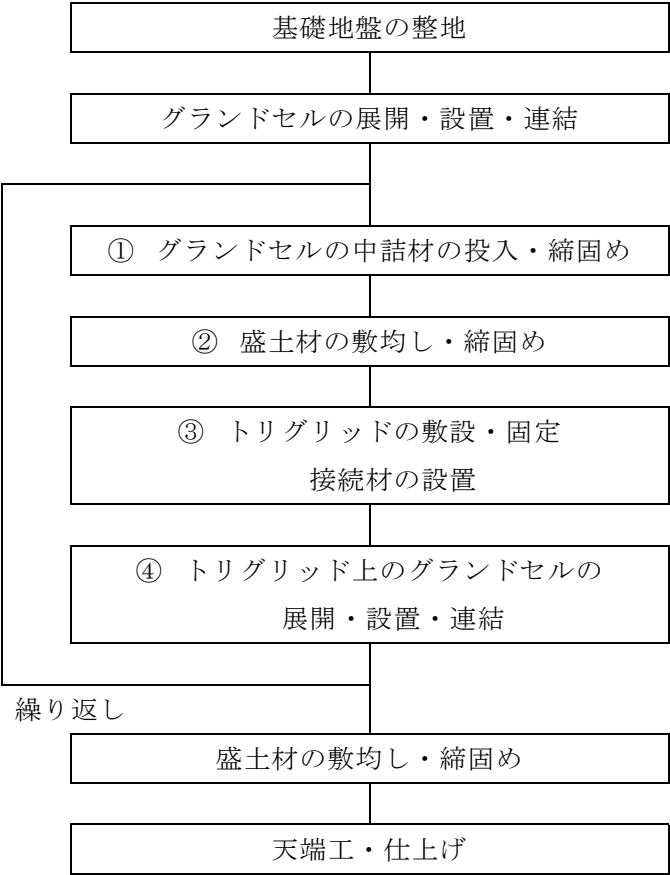 基礎地盤の整地
グランドセルの展開・設置・連結
① グランドセルの中詰材の投入・締固め
② 盛土材の敷均し・締固め
③ トリグリッドの敷設・固定
接続材の設置
④ トリグリッド上のグランドセルの
展開・設置・連結
繰り返し
盛土材の敷均し・締固め
天端工・仕上げ